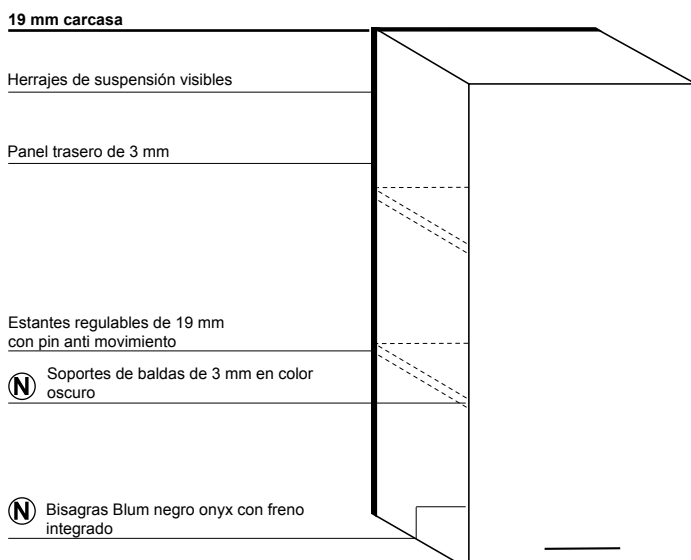 19 mm carcasa
Herrajes de suspensión visibles
Panel trasero de 3 mm
Estantes regulables de 19 mm
con pin anti movimiento
N Soportes de baldas de 3 mm en color
oscuro
N Bisagras Blum negro onyx con freno
integrado